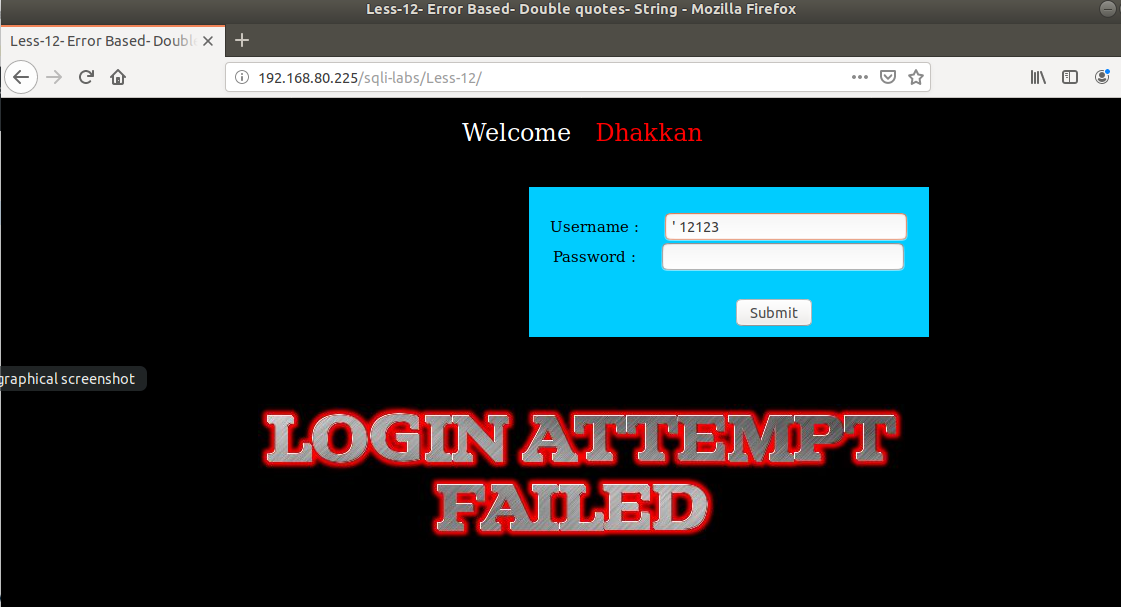 Less-12- Error Based- Double quotes- String - Mozilla Firefox
Less-12- Error Based- Double
192.168.80.225/sqli-labs/Less-12/
Welcome Dhakkan
Username : ' 12123
Password :
Submit
graphical screenshot
LOGIN ATTEMPT
FAILED